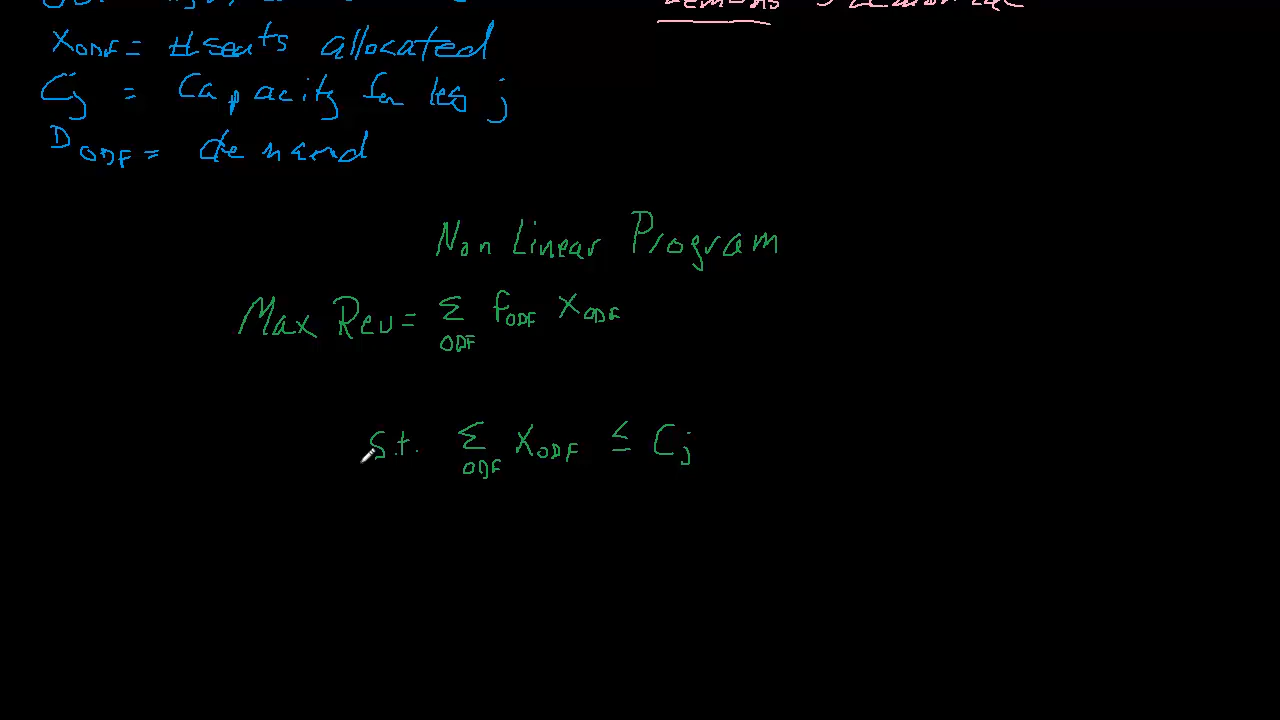 X_ODF = # seats allocated
C_j = Capacity for leg j
D_ODF = demand
Non Linear Program
Max Rev = Σ_ODF f_ODF X_ODF
s.t. Σ_ODF X_ODF ≤ C_j